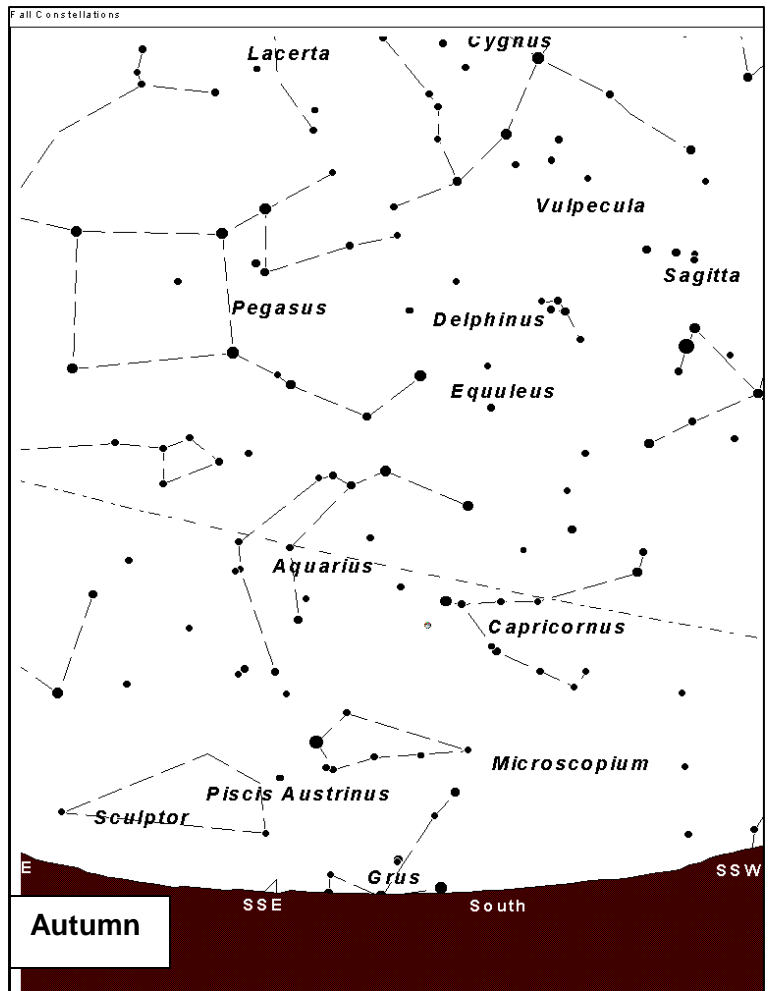 Fall Constellations
Cygnus
Lacerta
Vulpecula
Sagitta
Pegasus
Delphinus
Equuleus
Aquarius
Capricornus
Microscopium
Piscis Austrinus
Sculptor
E
SSW
Grus
SSE
South
Autumn